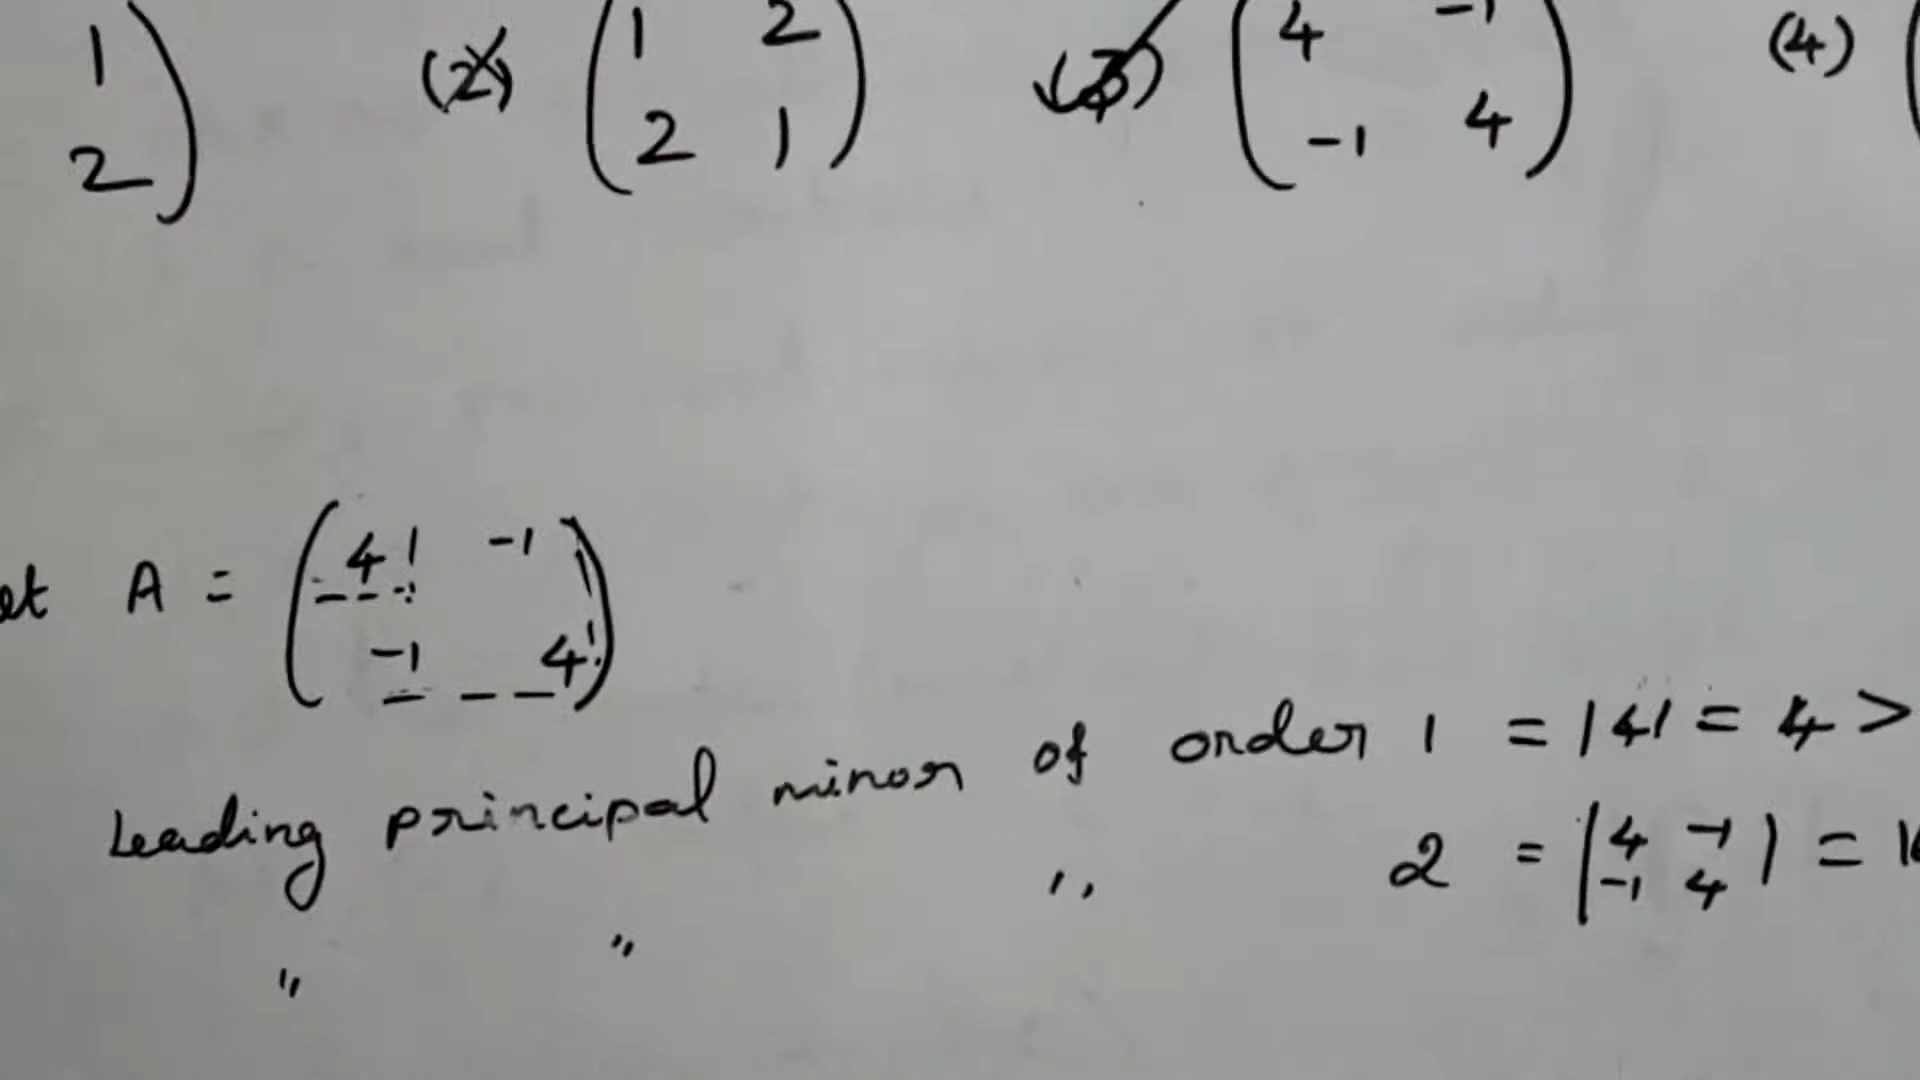 1 (2) 1 2 (3) 4 -1 (4)
2 2 1 -1 4
et A = 4 -1
-1 4
Leading principal minor of order 1 = |4| = 4 >
" " " 2 = |4 -1| = 1
-1 4